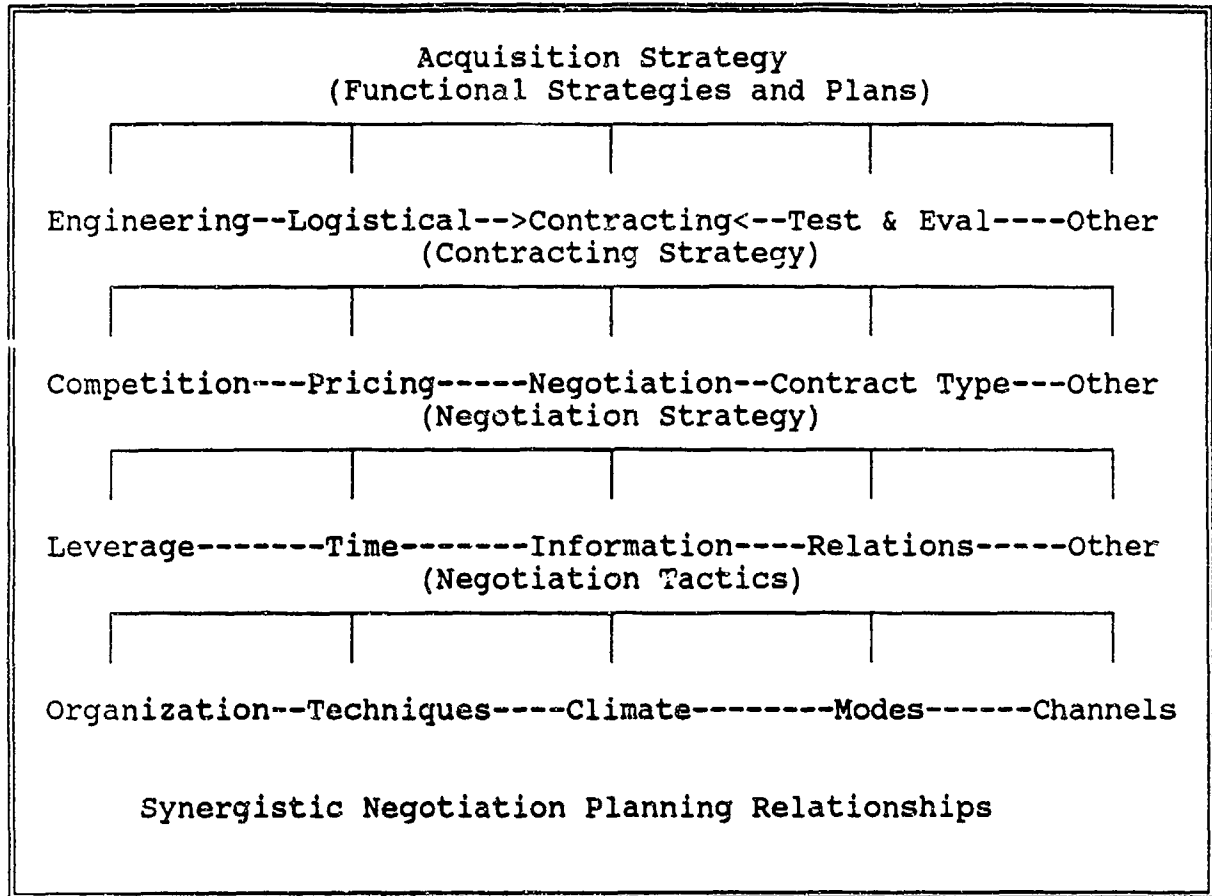 Acquisition Strategy
(Functional Strategies and Plans)
Engineering--Logistical-->Contracting<--Test & Eval----Other
(Contracting Strategy)
Competition---Pricing-----Negotiation--Contract Type---Other
(Negotiation Strategy)
Leverage-------Time-------Information----Relations-----Other
(Negotiation Tactics)
Organization--Techniques----Climate--------Modes------Channels
Synergistic Negotiation Planning Relationships